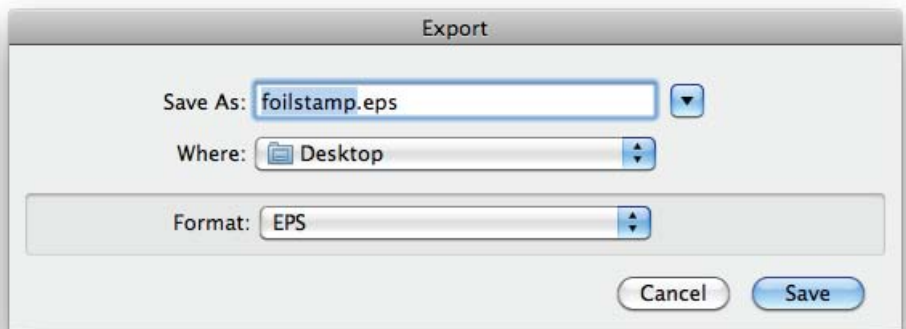 Export
Save As: foilstamp.eps
Where: Desktop
Format: EPS
Cancel Save